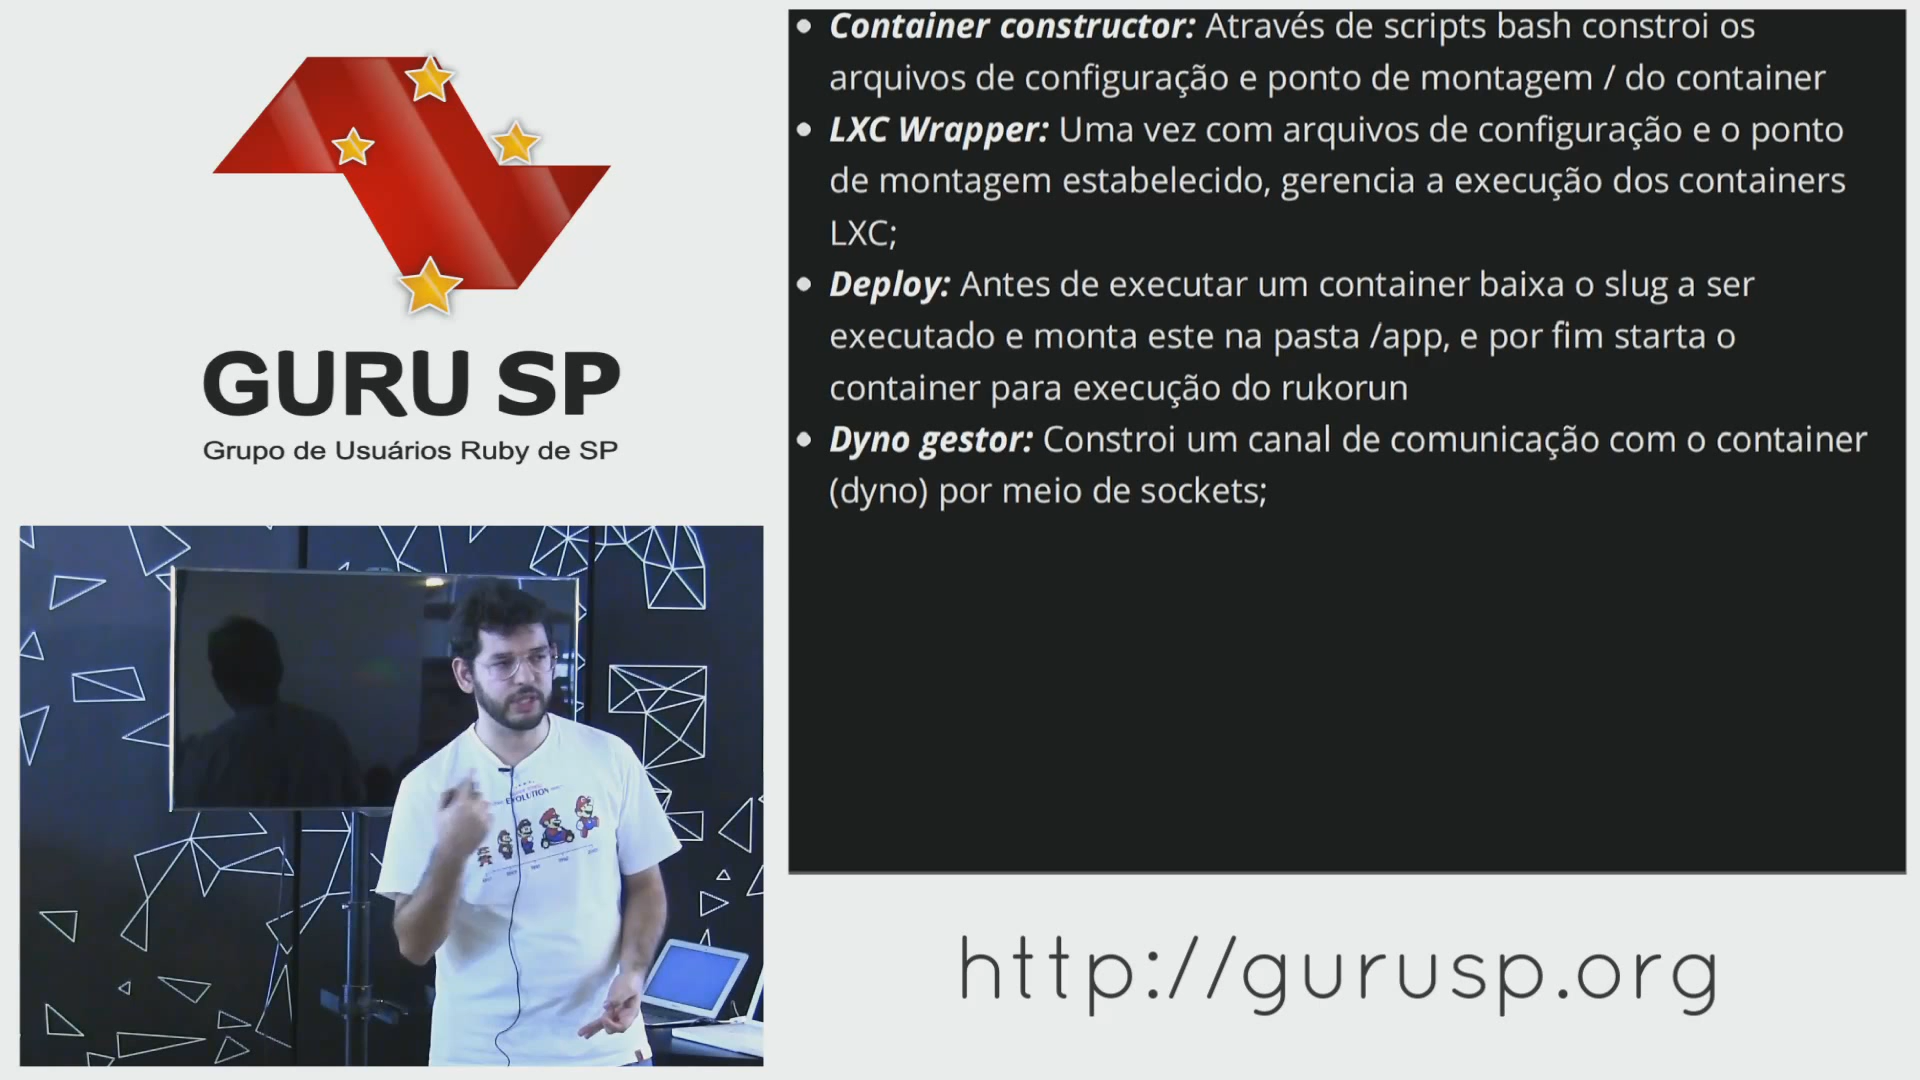 GURU SP
Grupo de Usuários Ruby de SP
Container constructor: Através de scripts bash constroi os
arquivos de configuração e ponto de montagem / do container
LXC Wrapper: Uma vez com arquivos de configuração e o ponto
de montagem estabelecido, gerencia a execução dos containers
LXC;
Deploy: Antes de executar um container baixa o slug a ser
executado e monta este na pasta /app, e por fim starta o
container para execução do rukorun
Dyno gestor: Constroi um canal de comunicação com o container
(dyno) por meio de sockets;
EVOLUTION
http://gurusp.org